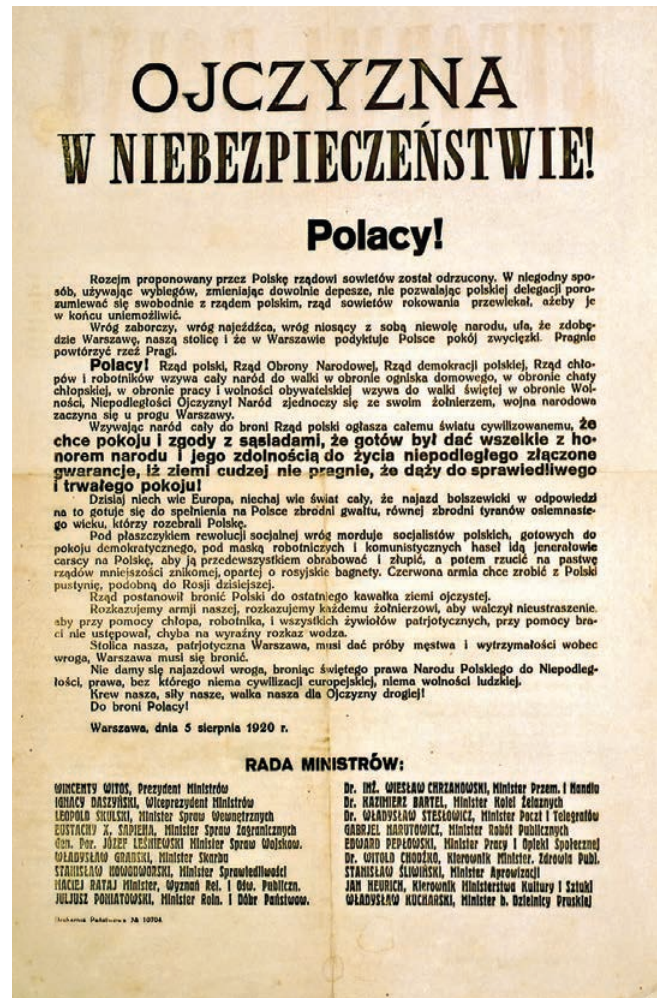 OJCZYZNA
W NIEBEZPIECZEŃSTWIE!
Polacy!
Rozejm proponowany przez Polskę rządowi sowietów został odrzucony. W niegodny spo-
sób, używając wybiegów, zmieniając dowolnie depesze, nie pozwalając polskiej delegacji poro-
zumiewać się swobodnie z rządem polskim, rząd sowietów rokowania przewlekał, ażeby je
w końcu uniemożliwić.
Wróg zaborczy, wróg najeźdźca, wróg niosący z sobą niewolę narodu, ufa, że zdobę-
dzie Warszawę, naszą stolicę i że w Warszawie podyktuje Polsce pokój zwycięzki. Pragnie
powtórzyć rzeź Pragi.
Polacy! Rząd polski, Rząd Obrony Narodowej, Rząd demokracji polskiej, Rząd chło-
pów i robotników wzywa cały naród do walki w obronie ogniska domowego, w obronie chaty
chłopskiej, w obronie pracy i wolności obywatelskiej wzywa do walki świętej w obronie Wol-
ności, Niepodległości Ojczyzny! Naród zjednoczy się ze swoim żołnierzem, wojna narodowa
zaczyna się u progu Warszawy.
Wzywając naród cały do broni Rząd polski ogłasza całemu światu cywilizowanemu, że
chce pokoju i zgody z sąsiadami, że gotów był dać wszelkie z ho-
norem narodu i jego zdolnością do życia niepodległego złączone
gwarancje, iż ziemi cudzej nie pragnie, że dąży do sprawiedliwego
i trwałego pokoju!
Dzisiaj niech wie Europa, niechaj wie świat cały, że najazd bolszewicki w odpowiedzi
na to gotuje się do spełnienia na Polsce zbrodni gwałtu, równej zbrodni tyranów osiemnaste-
go wieku, którzy rozebrali Polskę.
Pod płaszczykiem rewolucji socjalnej wróg morduje socjalistów polskich, gotowych do
pokoju demokratycznego, pod maską robotniczych i komunistycznych haseł idą jenerałowie
carscy na Polskę, aby ją przedewszystkiem obrabować i złupić, a potem rzucić na pastwę
rządów mniejszości znikomej, opartej o rosyjskie bagnety. Czerwona armia chce zrobić z Polski
pustynię, podobną do Rosji dzisiejszej.
Rząd postanowił bronić Polski do ostatniego kawałka ziemi ojczystej.
Rozkazujemy armji naszej, rozkazujemy każdemu żołnierzowi, aby walczył nieustraszenie,
aby przy pomocy chłopa, robotnika, i wszystkich żywiołów patrjotycznych, przy pomocy bra-
ci nie ustępował, chyba na wyraźny rozkaz wodza.
Stolica nasza, patrjotyczna Warszawa, musi dać próby męstwa i wytrzymałości wobec
wroga, Warszawa musi się bronić.
Nie damy się najazdowi wroga, broniąc świętego prawa Narodu Polskiego do Niepodleg-
łości, prawa, bez którego niema cywilizacji europejskiej, niema wolności ludzkiej.
Krew nasza, siły nasze, walka nasza dla Ojczyzny drogiej!
Do broni Polacy!
Warszawa, dnia 5 sierpnia 1920 r.
RADA MINISTRÓW:
WINCENTY WITOS, Prezydent Ministrów
IGNACY DASZYŃSKI, Wiceprezydent Ministrów
LEOPOLD SKULSKI, Minister Spraw Wewnętrznych
EUSTACHY X. SAPIEHA, Minister Spraw Zagranicznych
Gen. Por. JÓZEF LEŚNIEWSKI Minister Spraw Wojskow.
WŁADYSŁAW GRABSKI, Minister Skarbu
STANISŁAW NOWODWORSKI, Minister Sprawiedliwości
MACIEJ RATAJ Minister, Wyznań Rel. i Ośw. Publiczn.
JULJUSZ PONIATOWSKI, Minister Roln. i Dóbr Państwow.
Dr. INŻ. WIESŁAW CHRZANOWSKI, Minister Przem. i Handlu
Dr. KAZIMIERZ BARTEL, Minister Kolei Żelaznych
Dr. WŁADYSŁAW STESŁOWICZ, Minister Poczt i Telegrafów
GABRJEL NARUTOWICZ, Minister Robót Publicznych
EDWARD PEPŁOWSKI, Minister Pracy i Opieki Społecznej
Dr. WITOLD CHODŹKO, Kierownik Minister. Zdrowia Publ.
STANISŁAW ŚLIWIŃSKI, Minister Aprowizacji
JAN HEURICH, Kierownik Ministerstwa Kultury i Sztuki
WŁADYSŁAW KUCHARSKI, Minister b. Dzielnicy Pruskiej
Drukarnia Państwowa № 10704